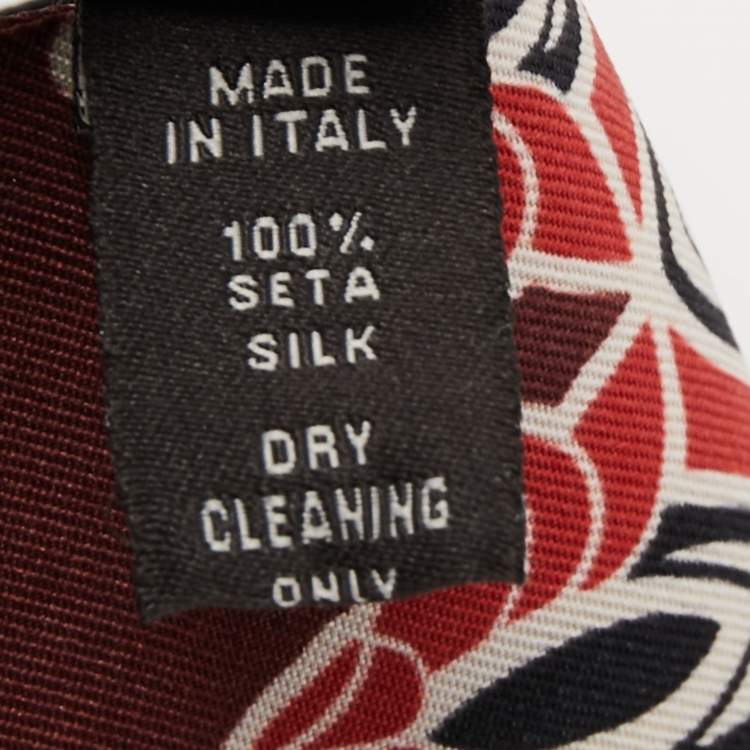 MADE
IN ITALY
100%
SETA
SILK
DRY
CLEANING
ONLY